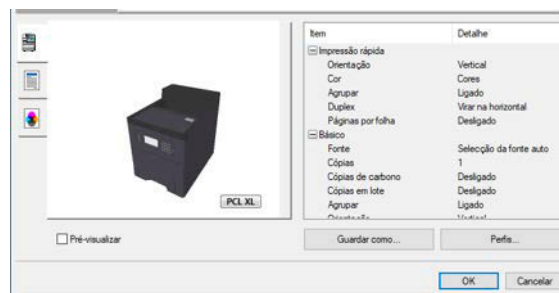 Item Detalhe
Impressão rápida
Orientação Vertical
Cor Cores
Agrupar Ligado
Duplex Virar na horizontal
Páginas por folha Desligado
Básico
Fonte Selecção da fonte auto
Cópias 1
Cópias de carbono Desligado
Cópias em lote Desligado
Agrupar Ligado
Orientação Vertical
PCL XL
Pré-visualizar
Guardar como... Perfis...
OK Cancelar